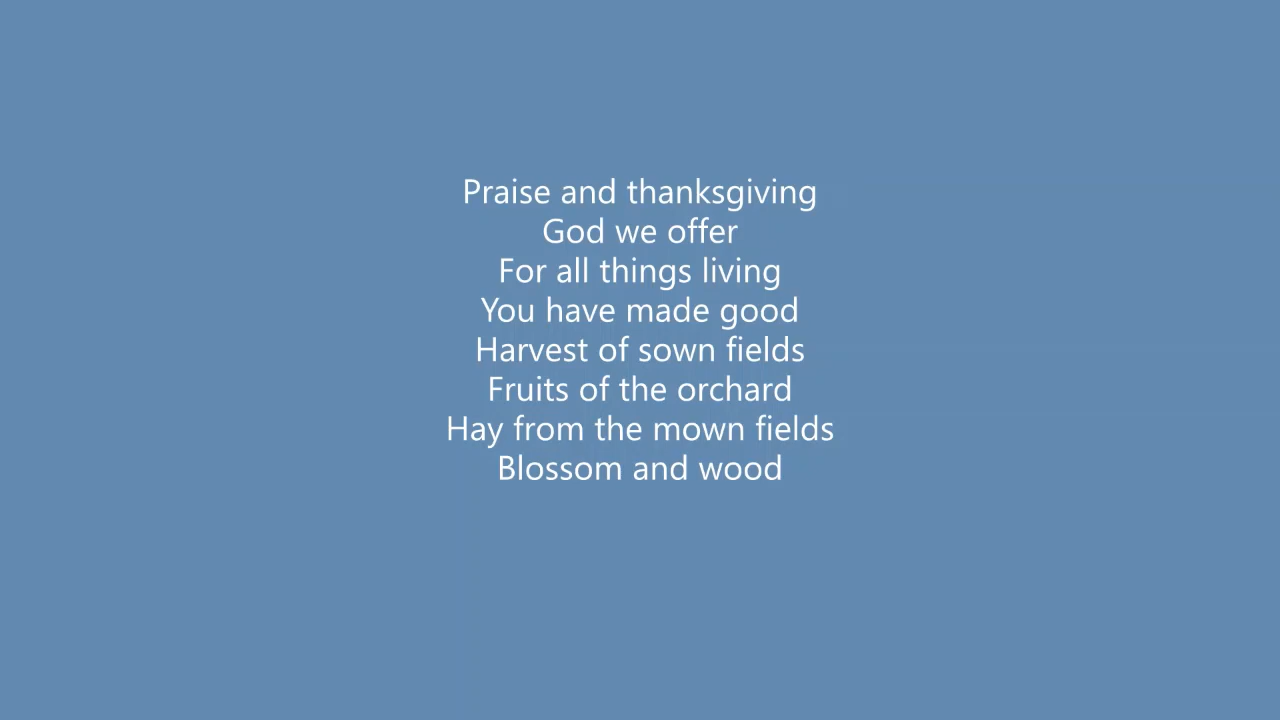 Praise and thanksgiving
God we offer
For all things living
You have made good
Harvest of sown fields
Fruits of the orchard
Hay from the mown fields
Blossom and wood